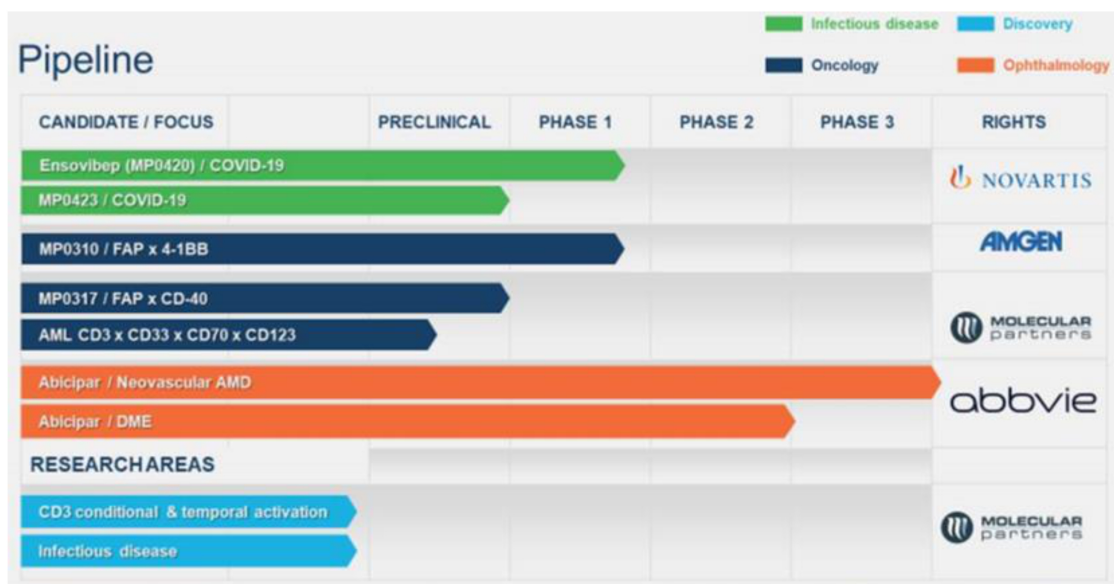 Infectious disease
Discovery
Pipeline
Oncology
Ophthalmology
CANDIDATE / FOCUS
PRECLINICAL
PHASE 1
PHASE 2
PHASE 3
RIGHTS
Ensovibep (MP0420) / COVID-19
NOVARTIS
MP0423 / COVID-19
MP0310 / FAP x 4-1BB
AMGEN
MP0317 / FAP x CD-40
AML CD3 x CD33 x CD70 x CD123
MOLECULAR
partners
Abicipar / Neovascular AMD
abbvie
Abicipar / DME
RESEARCH AREAS
CD3 conditional & temporal activation
MOLECULAR
partners
Infectious disease